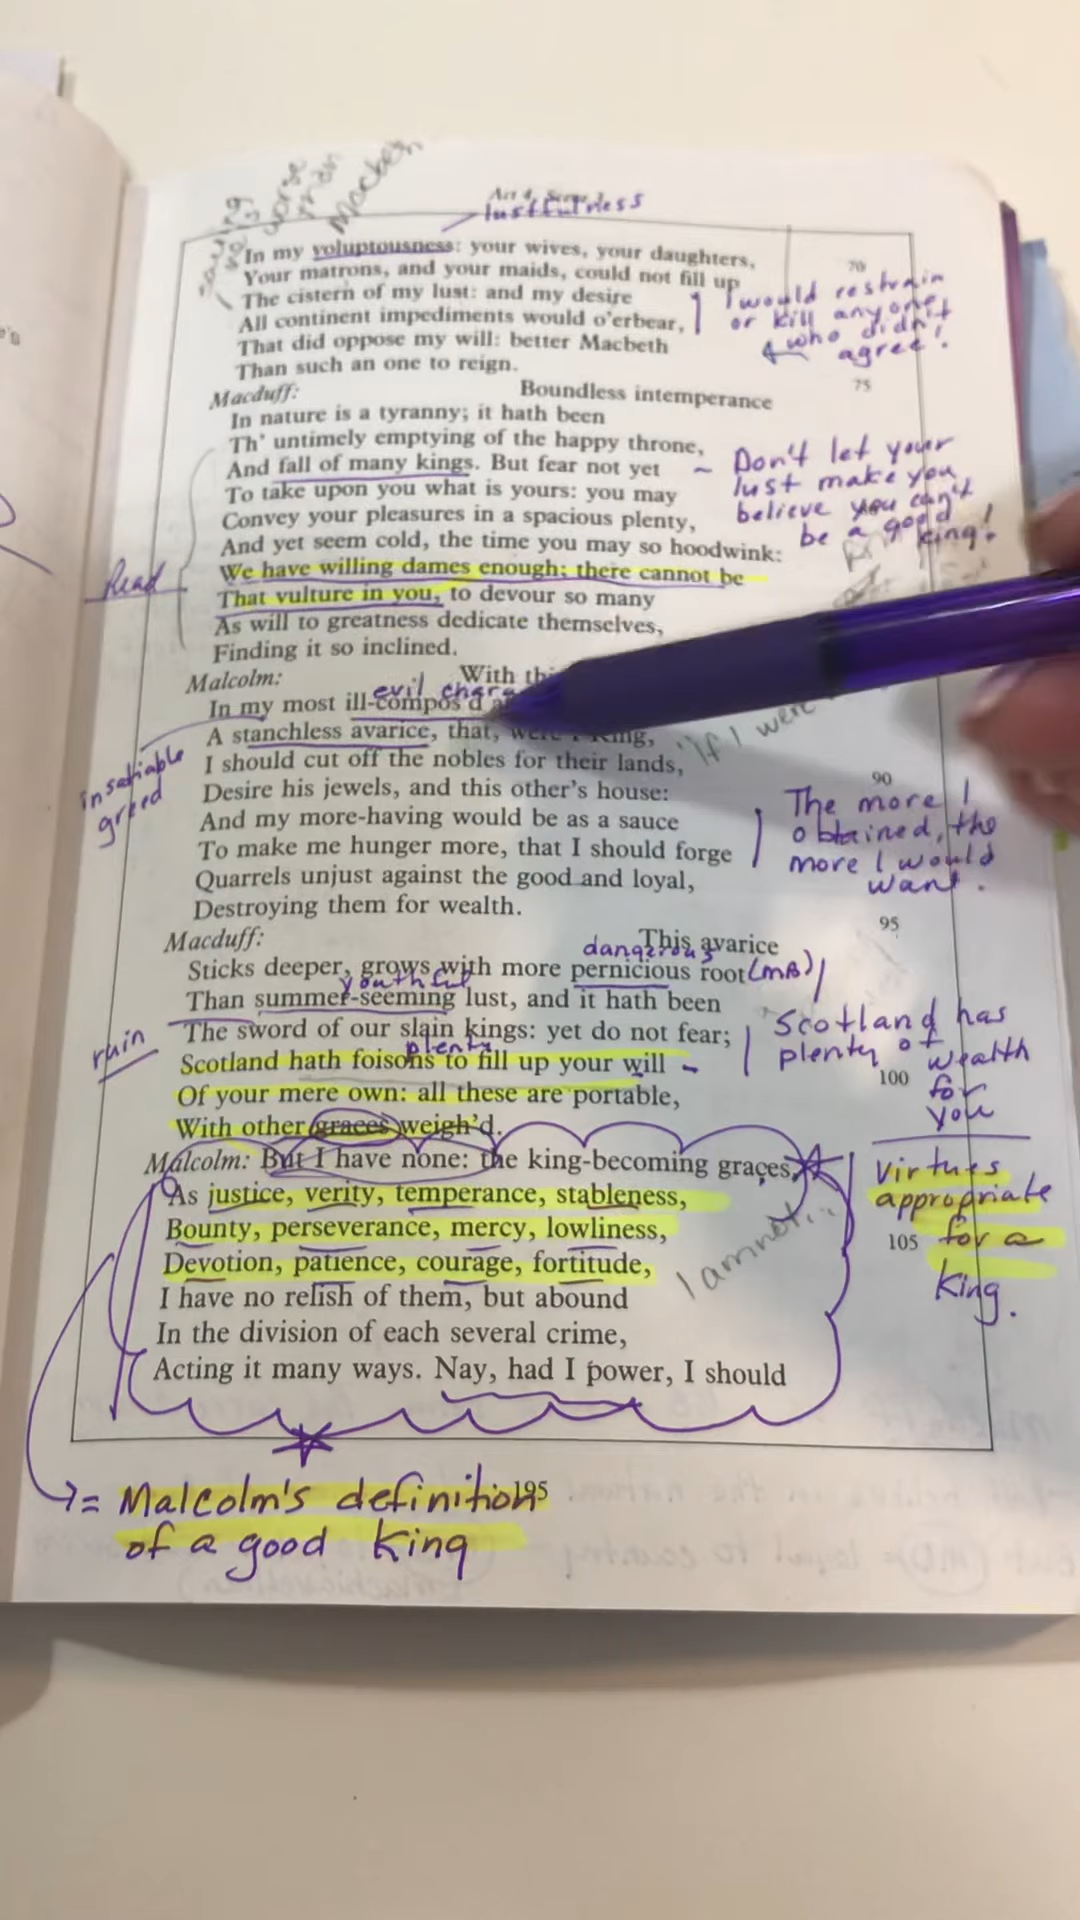 worse
than
Macbeth
lustfulness
In my voluptousness: your wives, your daughters,
Your matrons, and your maids, could not fill up
70
The cistern of my lust: and my desire
All continent impediments would o'erbear,
That did oppose my will: better Macbeth
Than such an one to reign.
I would restrain
or kill anyone
who didn't
agree!
Macduff:
Boundless intemperance
75
In nature is a tyranny; it hath been
Th' untimely emptying of the happy throne,
And fall of many kings. But fear not yet
To take upon you what is yours: you may
Convey your pleasures in a spacious plenty,
And yet seem cold, the time you may so hoodwink:
We have willing dames enough; there cannot be
That vulture in you, to devour so many
As will to greatness dedicate themselves,
Finding it so inclined.
Don't let your
lust make you
believe you can't
be a good
king!
Read
Malcolm:
With
evil
In my most ill-compos'd
A stanchless avarice, that, were I King,
I should cut off the nobles for their lands,
Desire his jewels, and this other's house:
90
And my more-having would be as a sauce
To make me hunger more, that I should forge
Quarrels unjust against the good and loyal,
Destroying them for wealth.
insatiable
greed
"If I were
The more I
obtained, the
more I would
want.
95
Macduff:
This avarice
dangerous
Sticks deeper, grows with more pernicious root (MB)
youthful
Than summer-seeming lust, and it hath been
The sword of our slain kings: yet do not fear;
plenty
Scotland hath foisons to fill up your will
100
Of your mere own: all these are portable,
With other graces weigh'd.
ruin
Scotland has
plenty of
wealth
for
you
Malcolm: But I have none: the king-becoming graces,
As justice, verity, temperance, stableness,
Bounty, perseverance, mercy, lowliness,
105
Devotion, patience, courage, fortitude,
I have no relish of them, but abound
In the division of each several crime,
Acting it many ways. Nay, had I power, I should
Virtues
appropriate
for a
King.
I am not...
195
= Malcolm's definition
of a good king